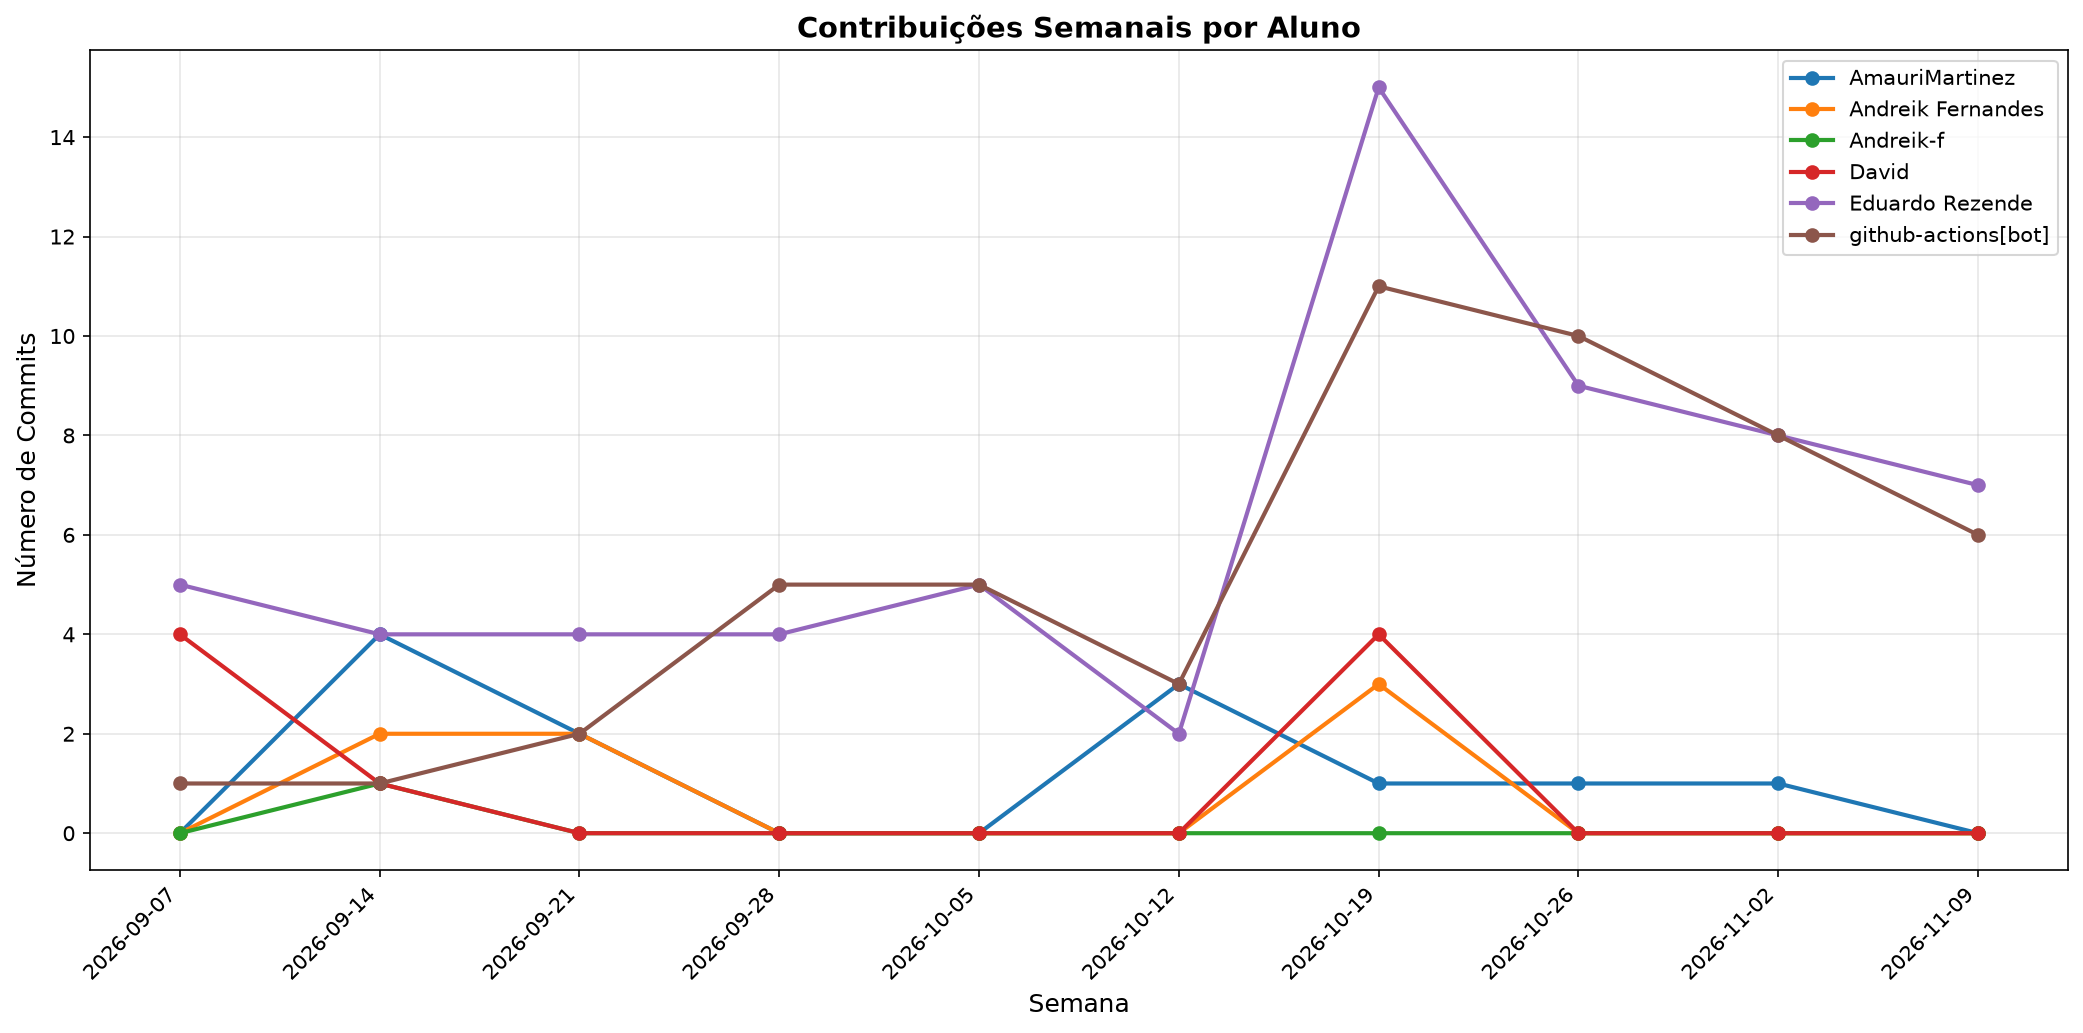 Contribuições Semanais por Aluno
AmauriMartinez
Andreik Fernandes
Andreik-f
David
Eduardo Rezende
github-actions[bot]
Número de Commits
14
12
10
8
6
4
2
0
2026-09-07
2026-09-14
2026-09-21
2026-09-28
2026-10-05
2026-10-12
2026-10-19
2026-10-26
2026-11-02
2026-11-09
Semana